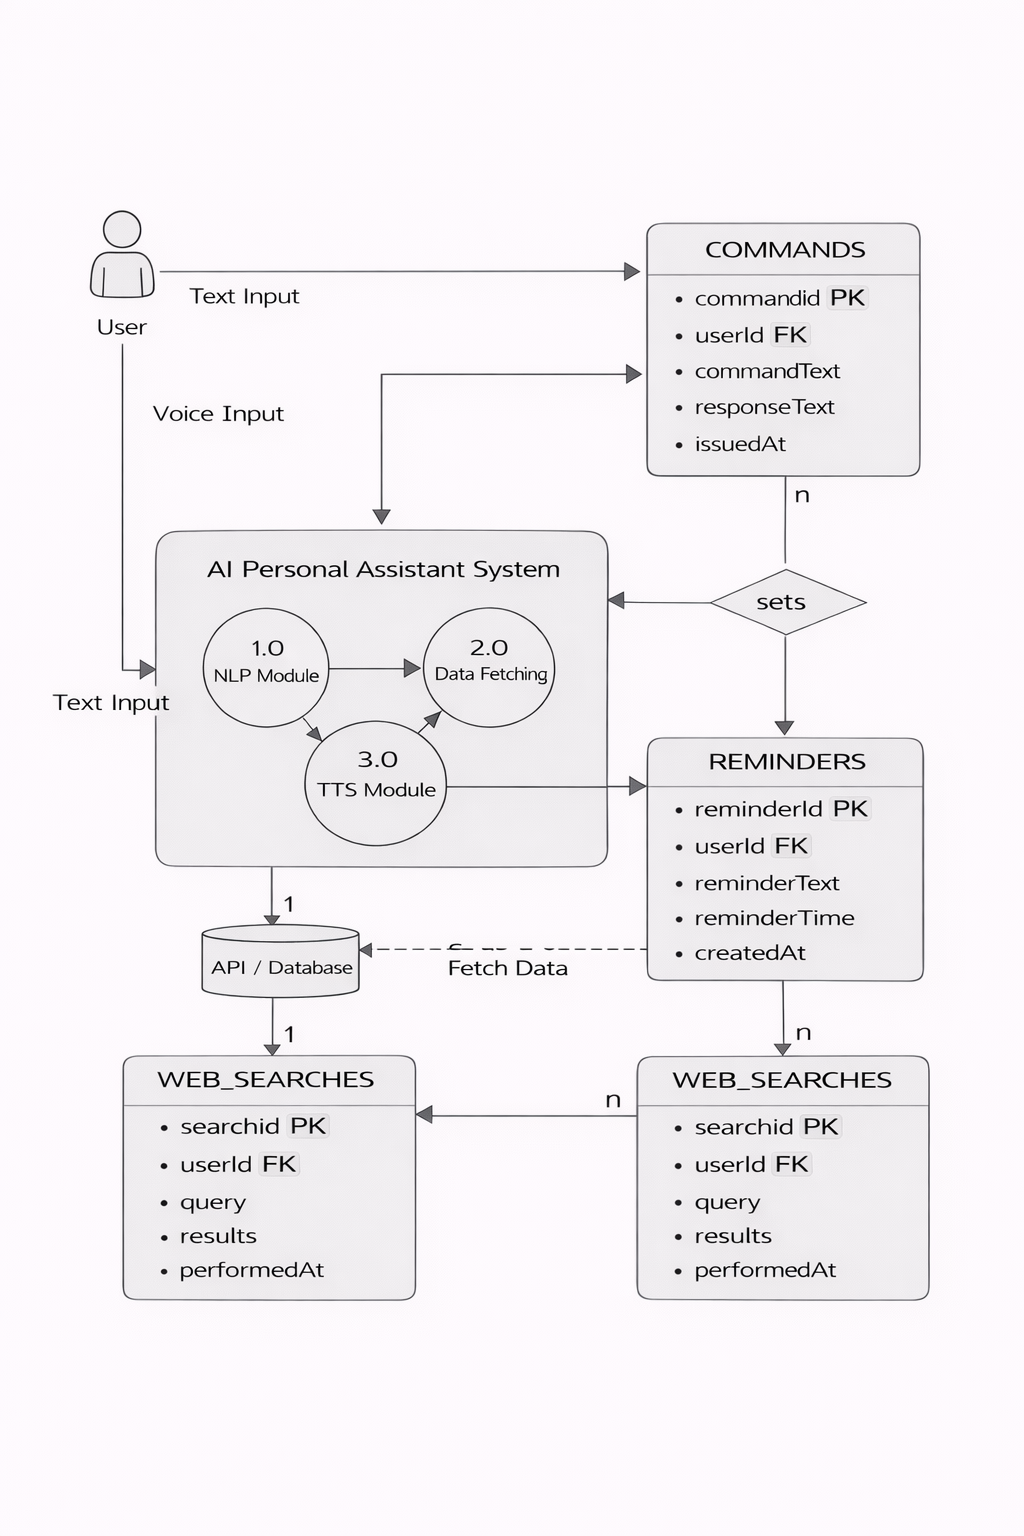 COMMANDS
• commandid PK
Text Input
User
• userId FK
• commandText
• responseText
Voice Input
• issuedAt
n
AI Personal Assistant System
sets
1.0
NLP Module
2.0
Data Fetching
Text Input
3.0
TTS Module
REMINDERS
• reminderId PK
• userId FK
• reminderText
• reminderTime
• createdAt
1
API / Database
Fetch Data
1
n
WEB_SEARCHES
• searchid PK
• userId FK
• query
• results
• performedAt
n
WEB_SEARCHES
• searchid PK
• userId FK
• query
• results
• performedAt